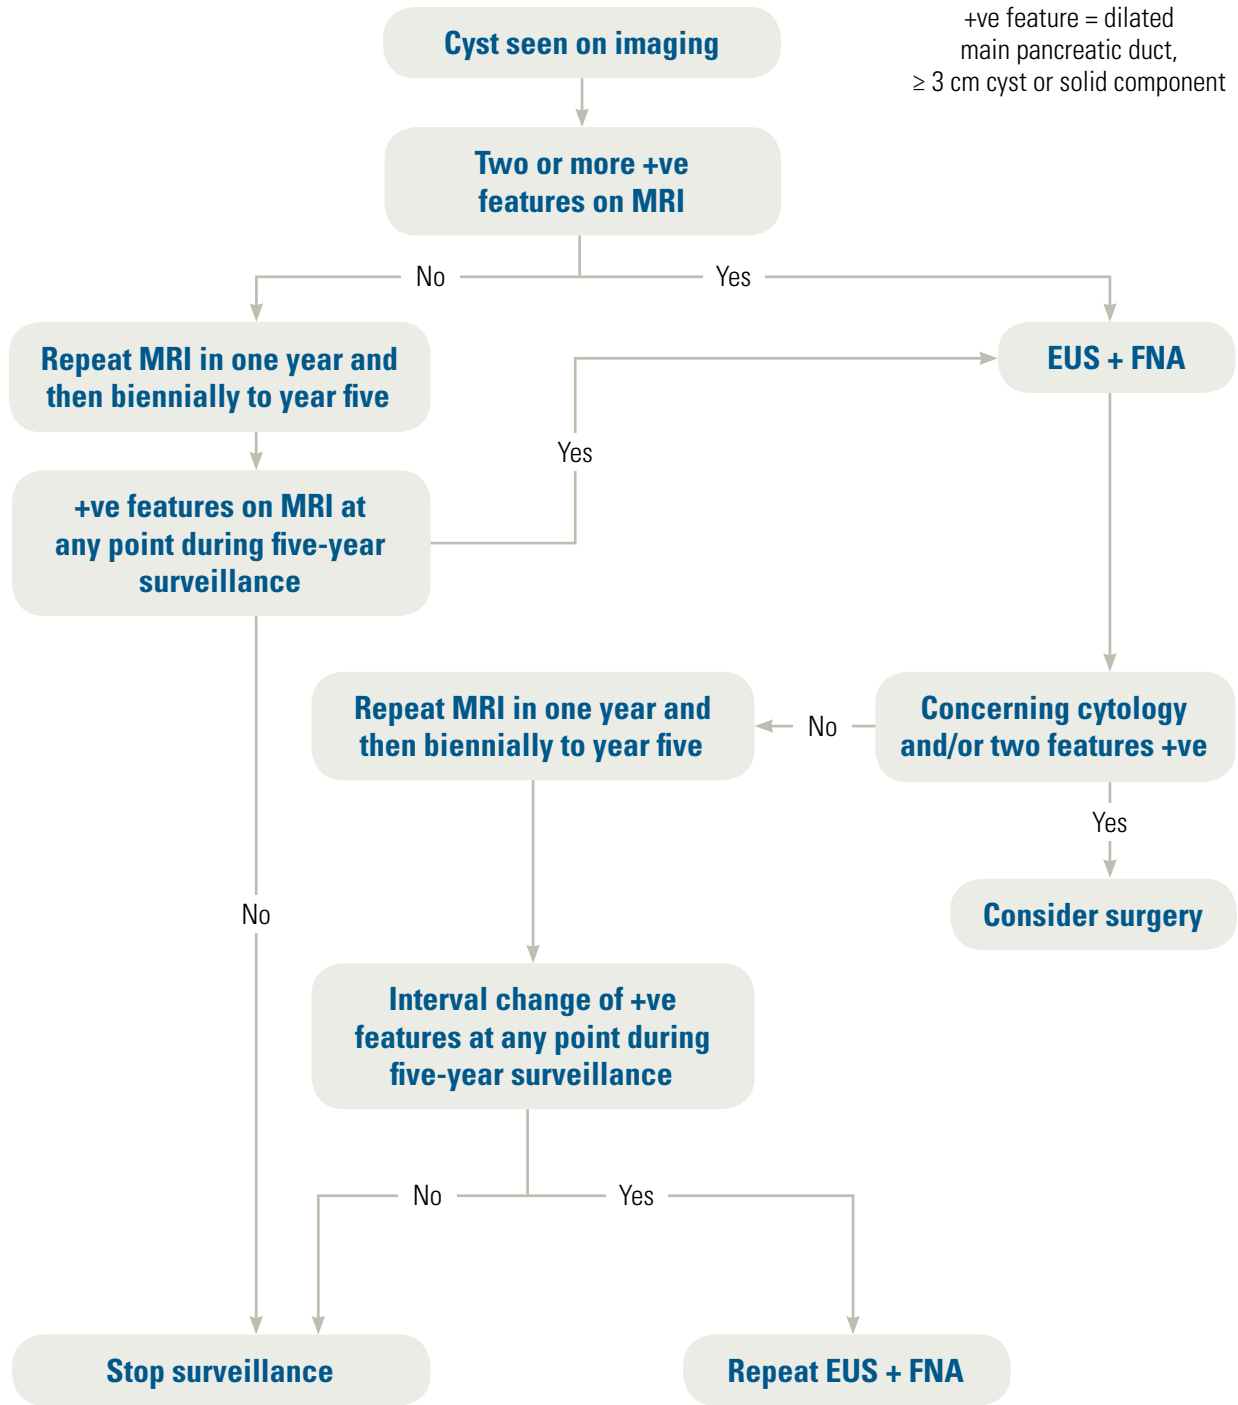 +ve feature = dilated
main pancreatic duct,
≥ 3 cm cyst or solid component
Cyst seen on imaging
Two or more +ve
features on MRI
No
Yes
Repeat MRI in one year and
then biennially to year five
EUS + FNA
Yes
+ve features on MRI at
any point during five-year
surveillance
Repeat MRI in one year and
then biennially to year five
No
Concerning cytology
and/or two features +ve
Yes
Consider surgery
No
Interval change of +ve
features at any point during
five-year surveillance
No
Yes
Stop surveillance
Repeat EUS + FNA